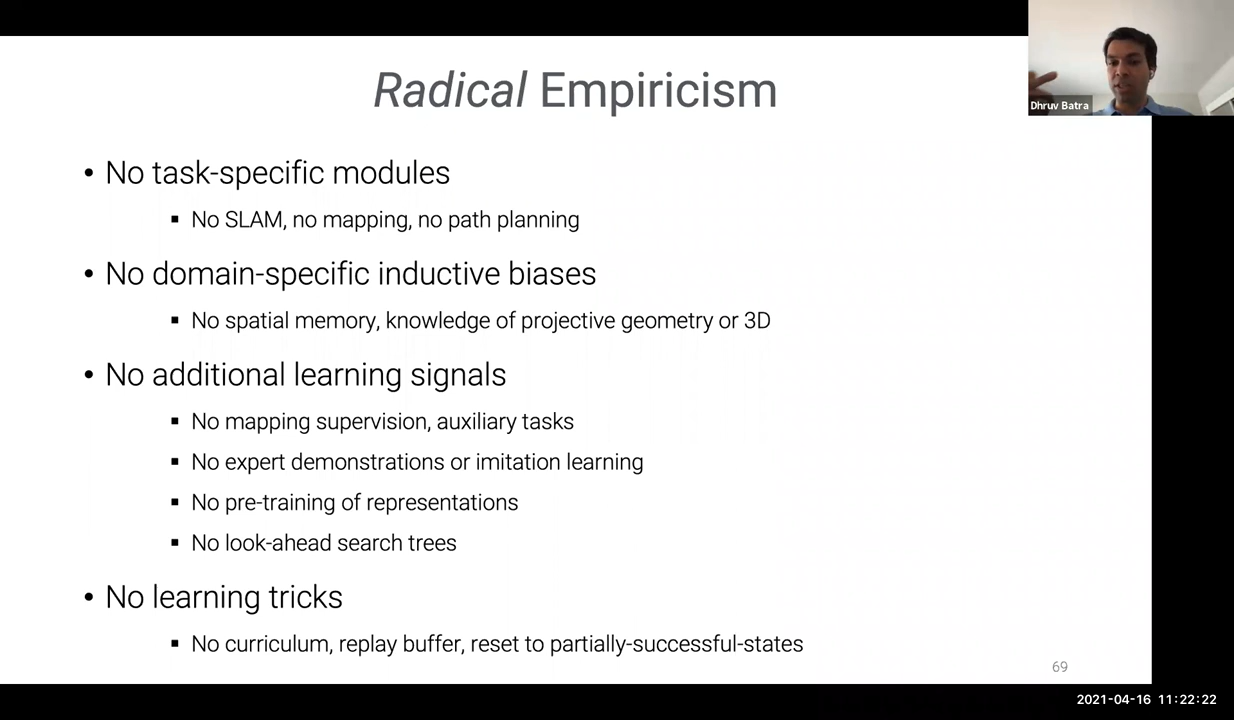 Radical Empiricism
Dhruv Batra
• No task-specific modules
▪ No SLAM, no mapping, no path planning
• No domain-specific inductive biases
▪ No spatial memory, knowledge of projective geometry or 3D
• No additional learning signals
▪ No mapping supervision, auxiliary tasks
▪ No expert demonstrations or imitation learning
▪ No pre-training of representations
▪ No look-ahead search trees
• No learning tricks
▪ No curriculum, replay buffer, reset to partially-successful-states
69
2021-04-16 11:22:22